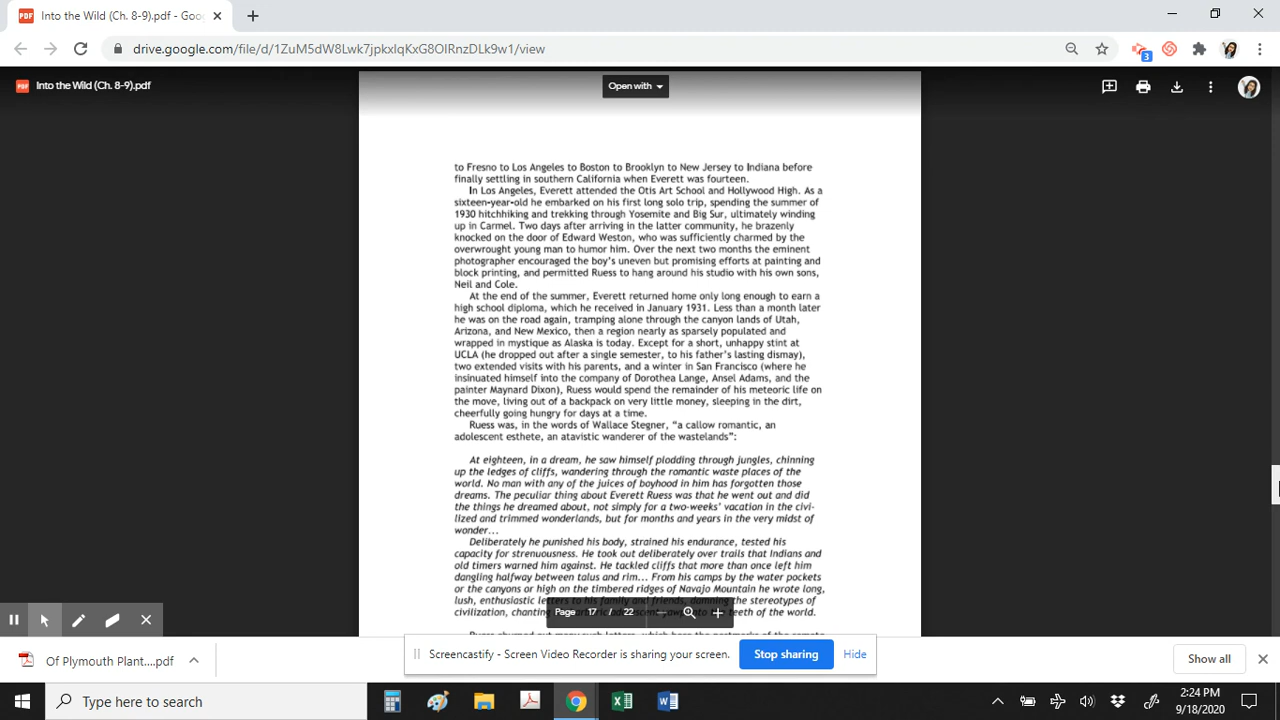 Into the Wild (Ch. 8-9).pdf - Goo
drive.google.com/file/d/1ZuM5dW8Lwk7jpkxlqKxG8OlRnzDLk9w1/view
3
Into the Wild (Ch. 8-9).pdf
Open with
to Fresno to Los Angeles to Boston to Brooklyn to New Jersey to Indiana before
finally settling in southern California when Everett was fourteen.
In Los Angeles, Everett attended the Otis Art School and Hollywood High. As a
sixteen-year-old he embarked on his first long solo trip, spending the summer of
1930 hitchhiking and trekking through Yosemite and Big Sur, ultimately winding
up in Carmel. Two days after arriving in the latter community, he brazenly
knocked on the door of Edward Weston, who was sufficiently charmed by the
overwrought young man to humor him. Over the next two months the eminent
photographer encouraged the boy's uneven but promising efforts at painting and
block printing, and permitted Ruess to hang around his studio with his own sons,
Neil and Cole.
At the end of the summer, Everett returned home only long enough to earn a
high school diploma, which he received in January 1931. Less than a month later
he was on the road again, tramping alone through the canyon lands of Utah,
Arizona, and New Mexico, then a region nearly as sparsely populated and
wrapped in mystique as Alaska is today. Except for a short, unhappy stint at
UCLA (he dropped out after a single semester, to his father's lasting dismay),
two extended visits with his parents, and a winter in San Francisco (where he
insinuated himself into the company of Dorothea Lange, Ansel Adams, and the
painter Maynard Dixon), Ruess would spend the remainder of his meteoric life on
the move, living out of a backpack on very little money, sleeping in the dirt,
cheerfully going hungry for days at a time.
Ruess was, in the words of Wallace Stegner, "a callow romantic, an
adolescent esthete, an atavistic wanderer of the wastelands":
At eighteen, in a dream, he saw himself plodding through jungles, chinning
up the ledges of cliffs, wandering through the romantic waste places of the
world. No man with any of the juices of boyhood in him has forgotten those
dreams. The peculiar thing about Everett Ruess was that he went out and did
the things he dreamed about, not simply for a two-weeks' vacation in the civi-
lized and trimmed wonderlands, but for months and years in the very midst of
wonder...
Deliberately he punished his body, strained his endurance, tested his
capacity for strenuousness. He took out deliberately over trails that Indians and
old timers warned him against. He tackled cliffs that more than once left him
dangling halfway between talus and rim... From his camps by the water pockets
or the canyons or high on the timbered ridges of Navajo Mountain he wrote long,
lush, enthusiastic letters to his family and friends, damning the stereotypes of
civilization, chanting teeth of the world.
Page 17 / 22
Screencastify - Screen Video Recorder is sharing your screen.
Stop sharing
Hide
Of Plymouth Plant....pdf
Show all
Type here to search
2:24 PM
9/18/2020